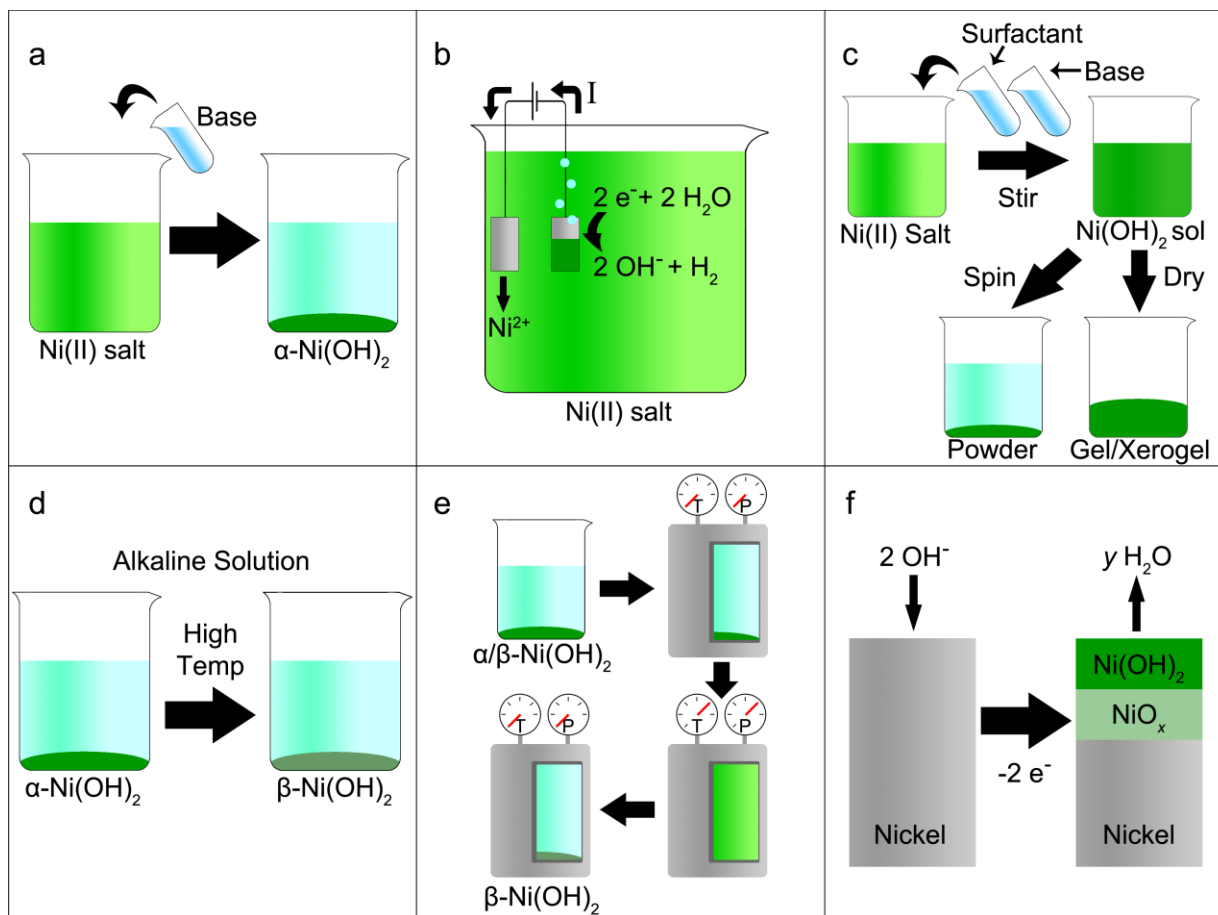 a
Base
Ni(II) salt
α-Ni(OH)₂
b
I
2 e⁻+ 2 H₂O
2 OH⁻ + H₂
Ni²⁺
Ni(II) salt
c
Surfactant
Base
Stir
Ni(II) Salt
Ni(OH)₂ sol
Spin
Dry
Powder
Gel/Xerogel
d
Alkaline Solution
High
Temp
α-Ni(OH)₂
β-Ni(OH)₂
e
T
P
α/β-Ni(OH)₂
T
P
T
P
β-Ni(OH)₂
f
2 OH⁻
y H₂O
Ni(OH)₂
NiOₓ
-2 e⁻
Nickel
Nickel